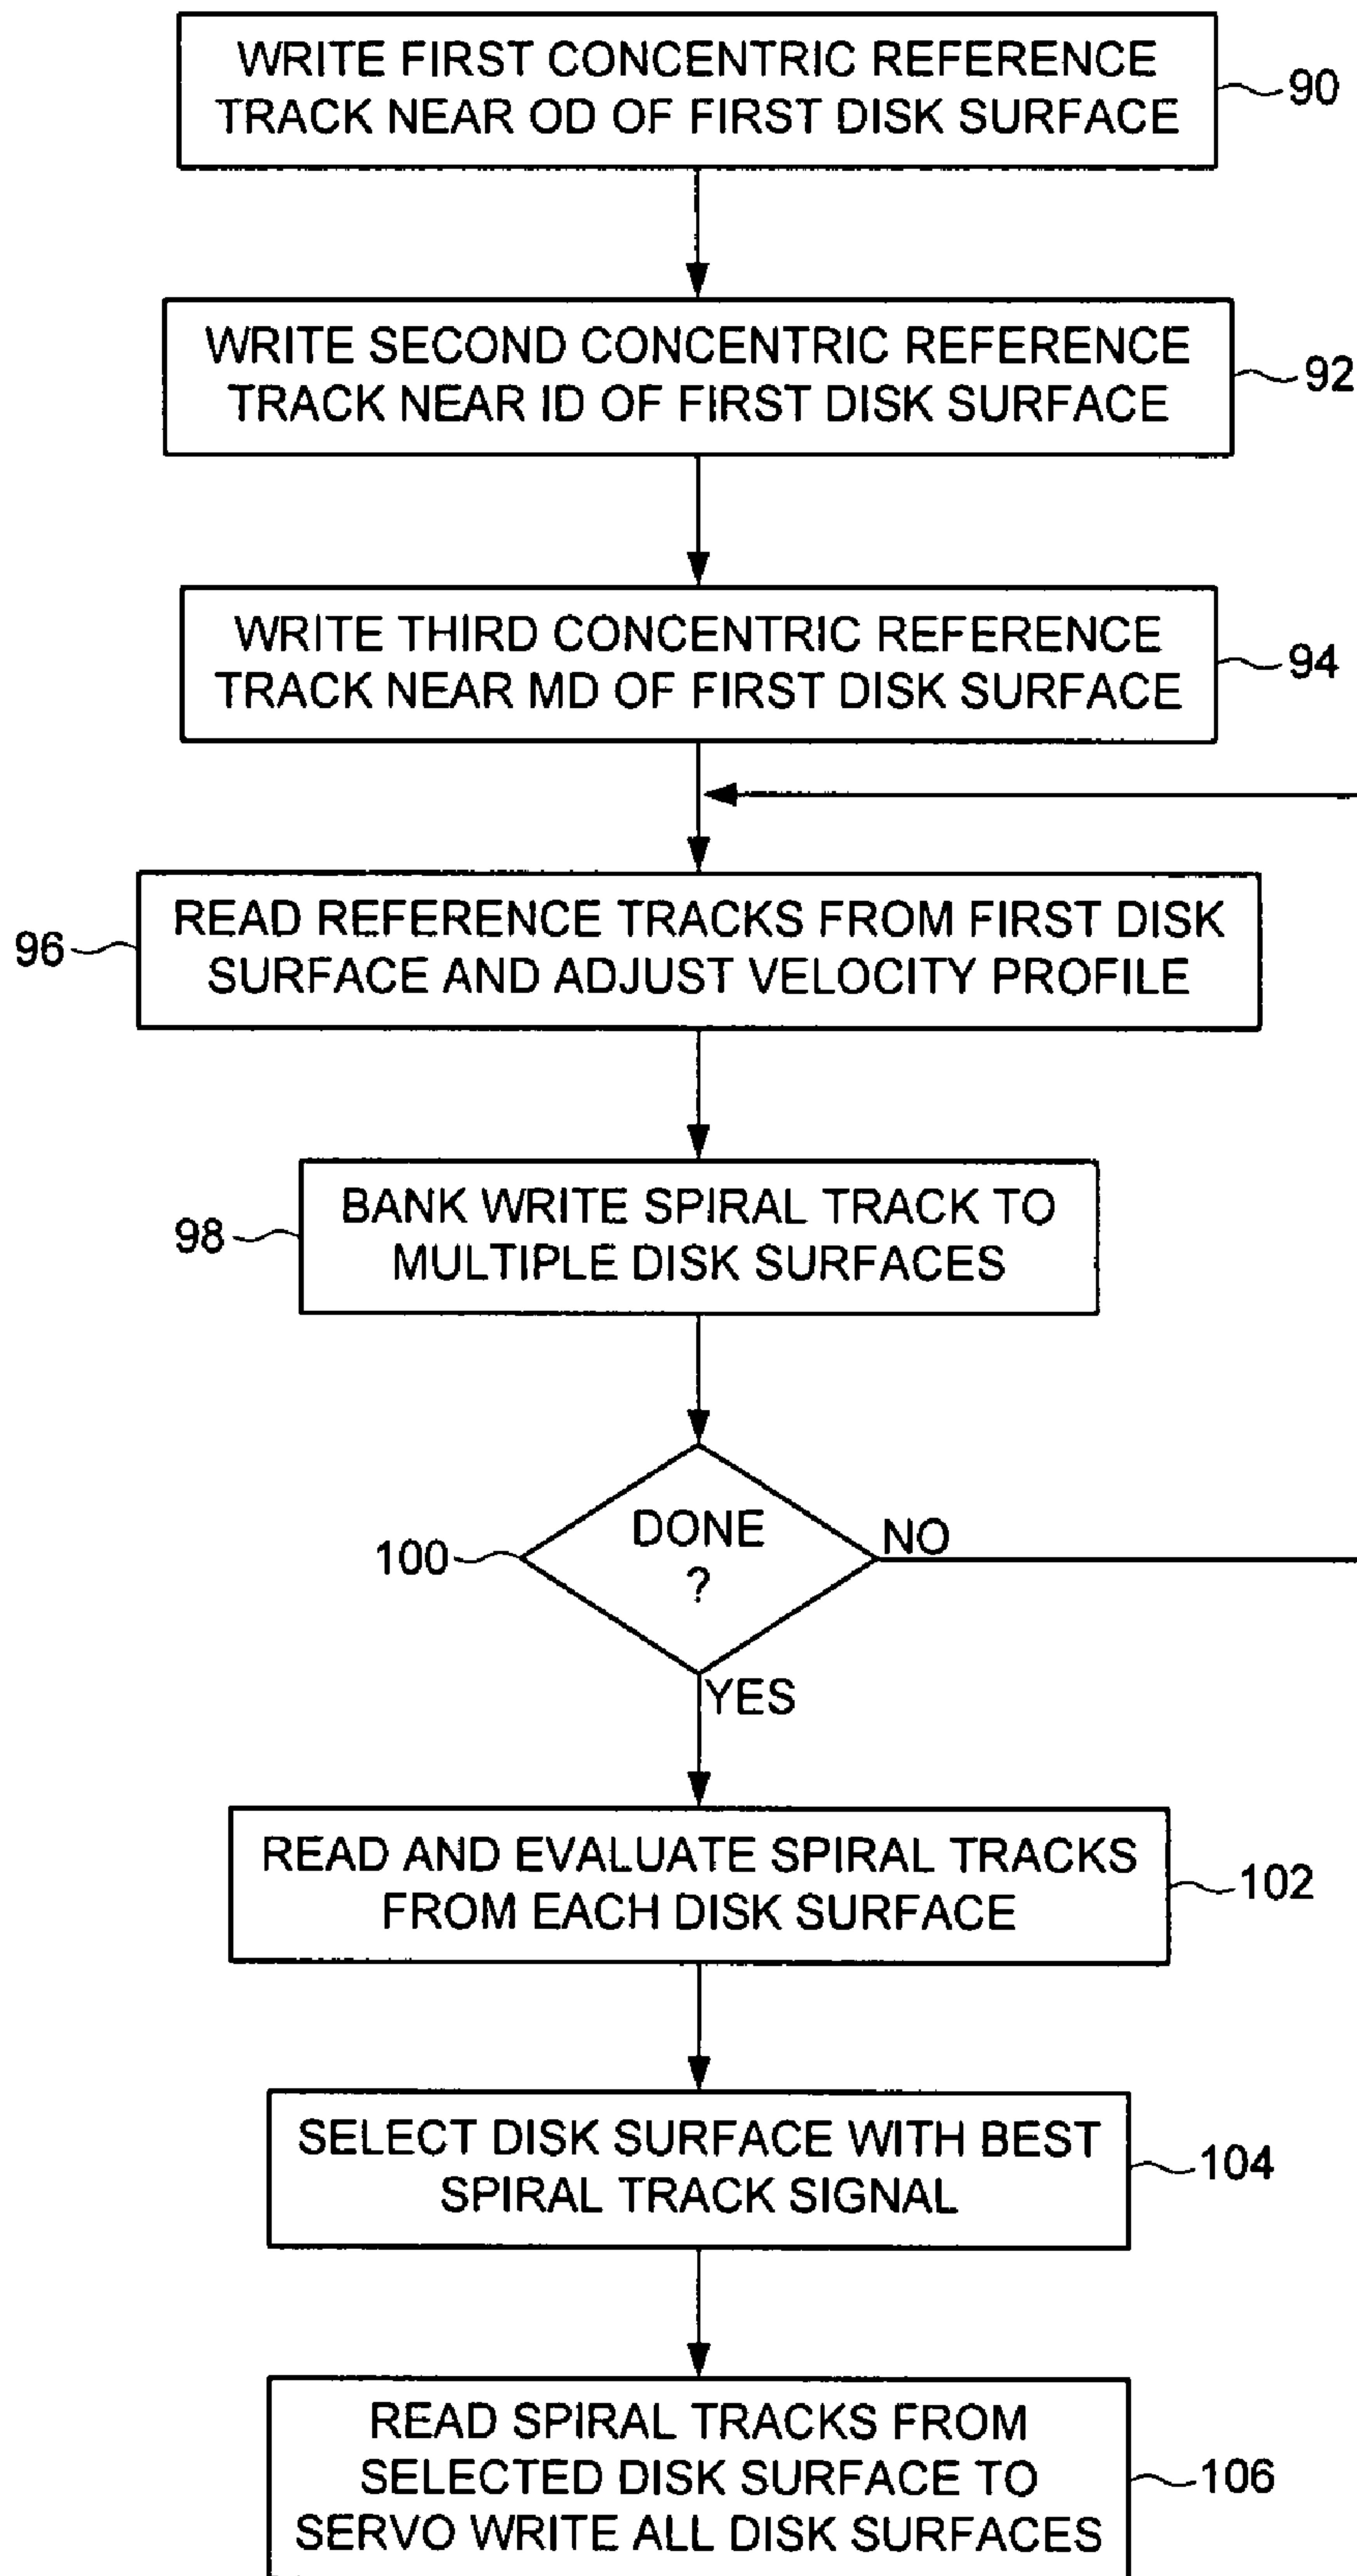 WRITE FIRST CONCENTRIC REFERENCE
TRACK NEAR OD OF FIRST DISK SURFACE
90
WRITE SECOND CONCENTRIC REFERENCE
TRACK NEAR ID OF FIRST DISK SURFACE
92
WRITE THIRD CONCENTRIC REFERENCE
TRACK NEAR MD OF FIRST DISK SURFACE
94
READ REFERENCE TRACKS FROM FIRST DISK
SURFACE AND ADJUST VELOCITY PROFILE
96
BANK WRITE SPIRAL TRACK TO
MULTIPLE DISK SURFACES
98
DONE
?
100
NO
YES
READ AND EVALUATE SPIRAL TRACKS
FROM EACH DISK SURFACE
102
SELECT DISK SURFACE WITH BEST
SPIRAL TRACK SIGNAL
104
READ SPIRAL TRACKS FROM
SELECTED DISK SURFACE TO
SERVO WRITE ALL DISK SURFACES
106